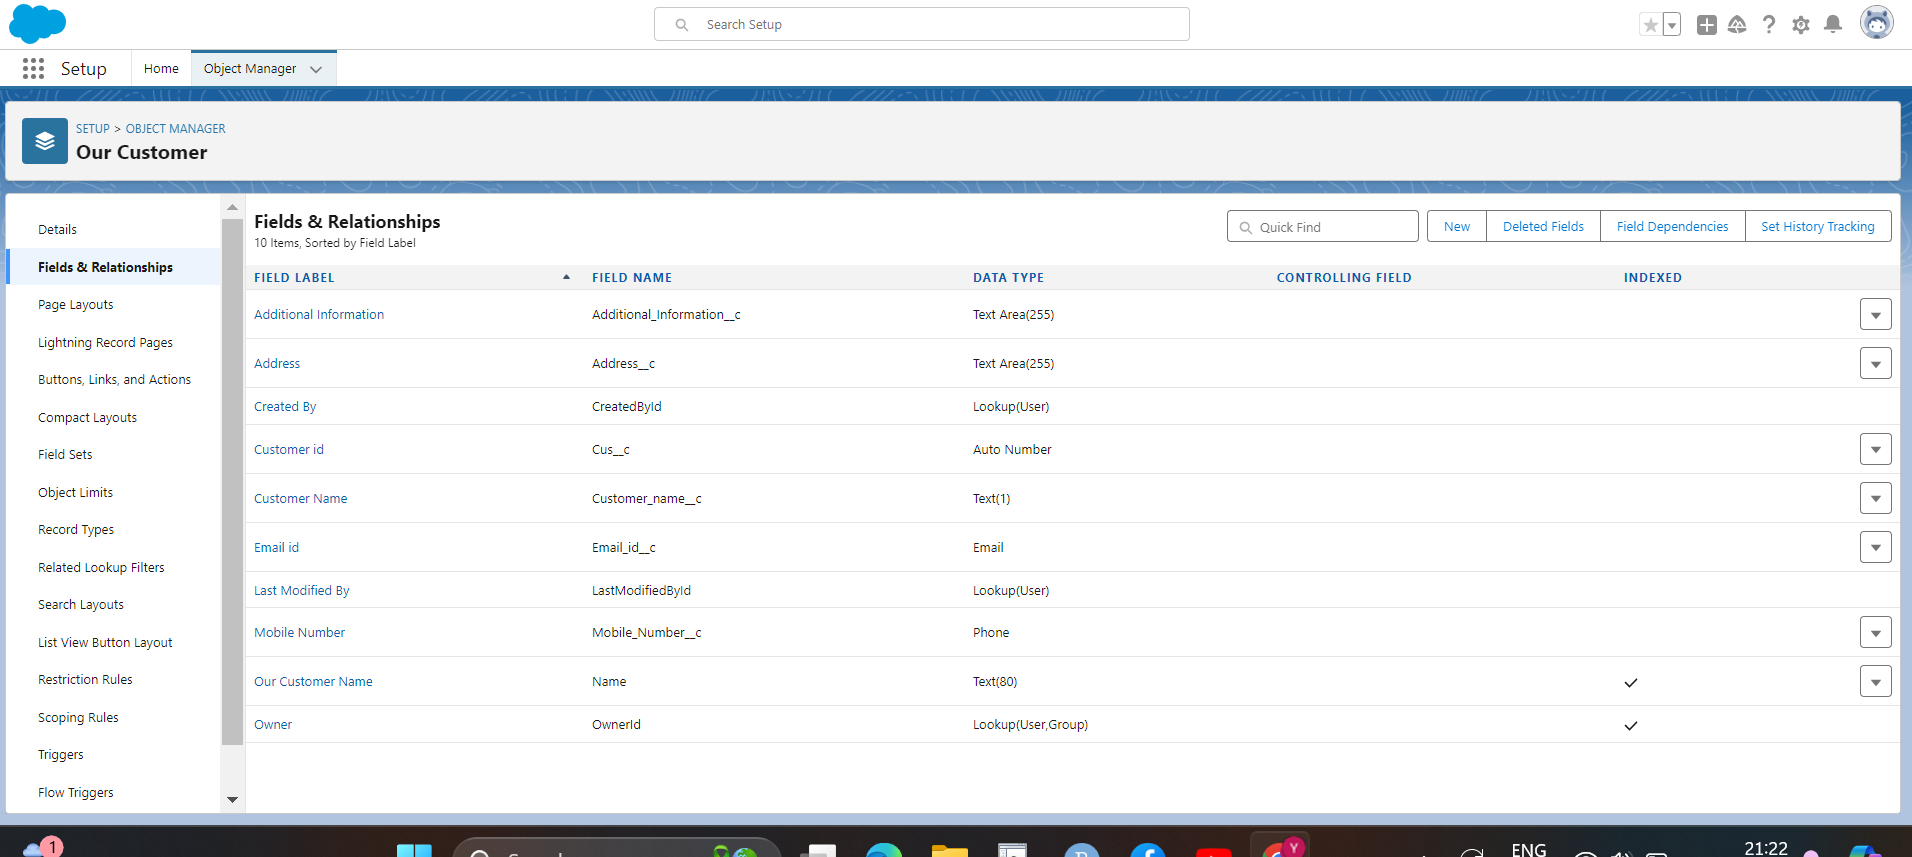 Search Setup
Setup
Home
Object Manager
SETUP > OBJECT MANAGER
Our Customer
Details
Fields & Relationships
Page Layouts
Lightning Record Pages
Buttons, Links, and Actions
Compact Layouts
Field Sets
Object Limits
Record Types
Related Lookup Filters
Search Layouts
List View Button Layout
Restriction Rules
Scoping Rules
Triggers
Flow Triggers
Fields & Relationships
10 Items, Sorted by Field Label
Quick Find
New
Deleted Fields
Field Dependencies
Set History Tracking
FIELD LABEL FIELD NAME DATA TYPE CONTROLLING FIELD INDEXED
Additional Information Additional_Information__c Text Area(255)
Address Address__c Text Area(255)
Created By CreatedById Lookup(User)
Customer id Cus__c Auto Number
Customer Name Customer_name__c Text(1)
Email id Email_id__c Email
Last Modified By LastModifiedById Lookup(User)
Mobile Number Mobile_Number__c Phone
Our Customer Name Name Text(80)
Owner OwnerId Lookup(User,Group)
1
Y
ENG
21:22